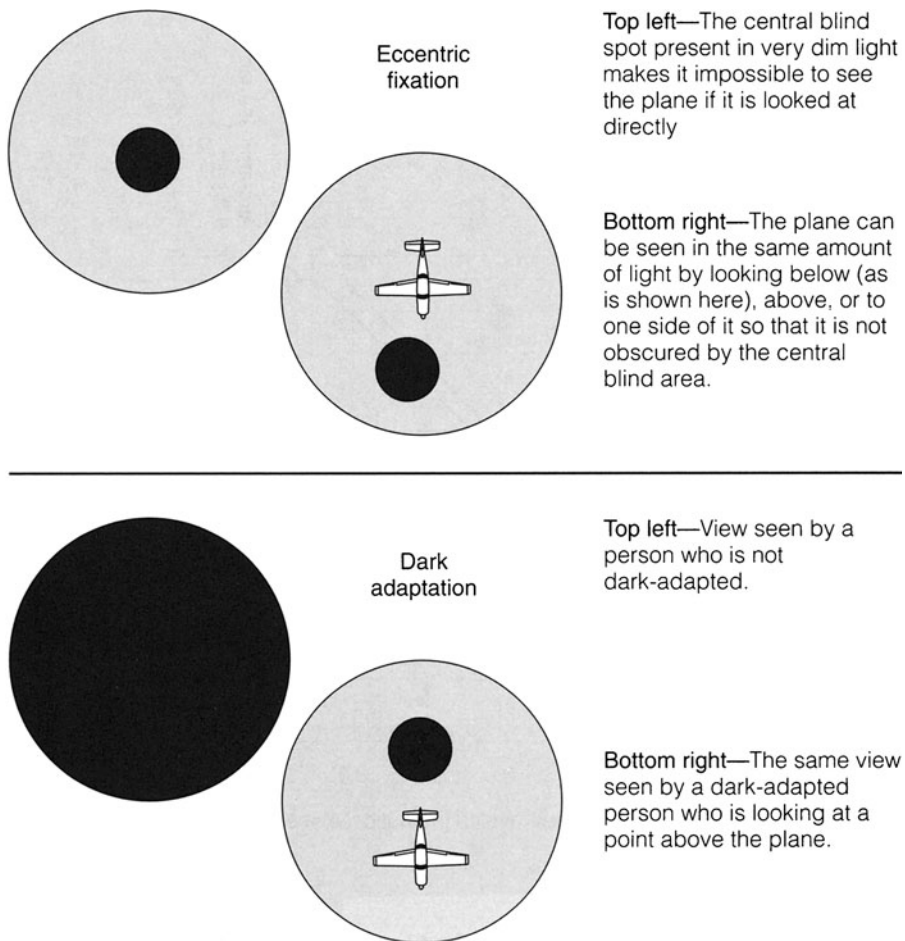 Eccentric
fixation
Top left—The central blind
spot present in very dim light
makes it impossible to see
the plane if it is looked at
directly
Bottom right—The plane can
be seen in the same amount
of light by looking below (as
is shown here), above, or to
one side of it so that it is not
obscured by the central
blind area.
Dark
adaptation
Top left—View seen by a
person who is not
dark-adapted.
Bottom right—The same view
seen by a dark-adapted
person who is looking at a
point above the plane.